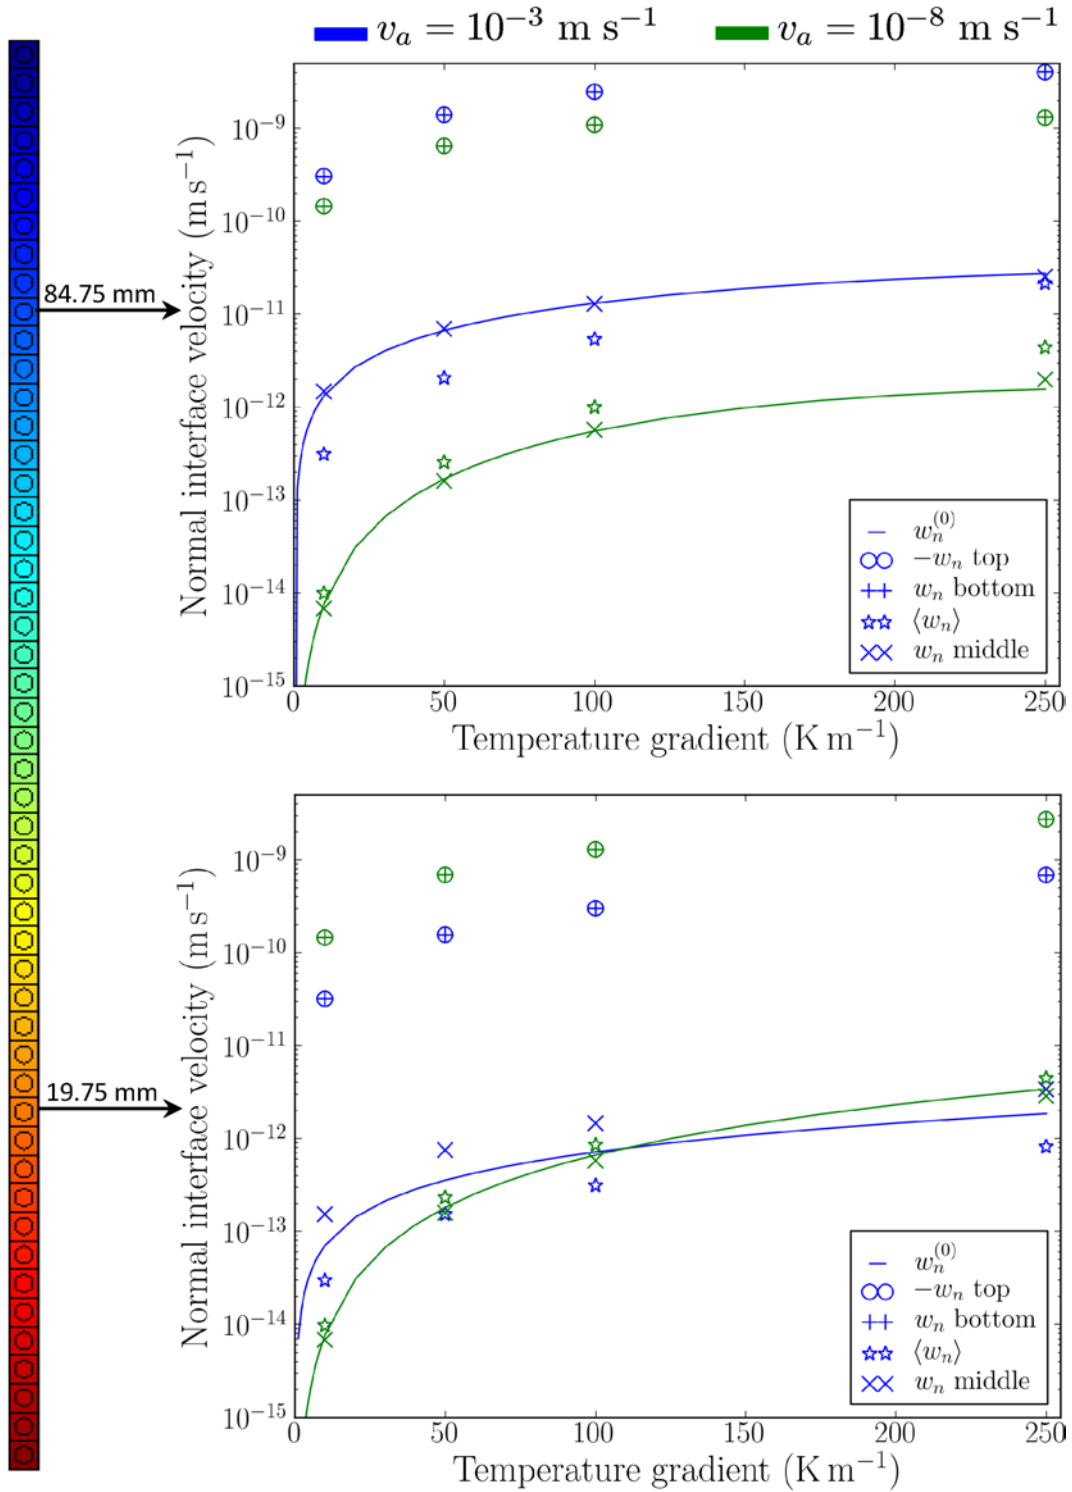 v_a = 10^{-3} m s^{-1} v_a = 10^{-8} m s^{-1}
84.75 mm
Normal interface velocity (m s^{-1})
10^{-9}
10^{-10}
10^{-11}
10^{-12}
10^{-13}
10^{-14}
10^{-15}
w_n^{(0)}
-w_n top
w_n bottom
⟨w_n⟩
w_n middle
0 50 100 150 200 250
Temperature gradient (K m^{-1})
19.75 mm
Normal interface velocity (m s^{-1})
10^{-9}
10^{-10}
10^{-11}
10^{-12}
10^{-13}
10^{-14}
10^{-15}
w_n^{(0)}
-w_n top
w_n bottom
⟨w_n⟩
w_n middle
0 50 100 150 200 250
Temperature gradient (K m^{-1})